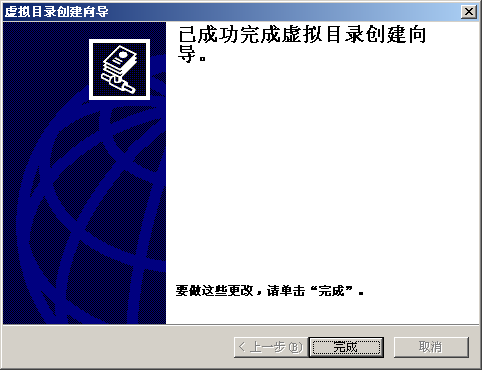 虚拟目录创建向导
已成功完成虚拟目录创建向
导。
要做这些更改，请单击“完成”。
< 上一步(B)
完成
取消